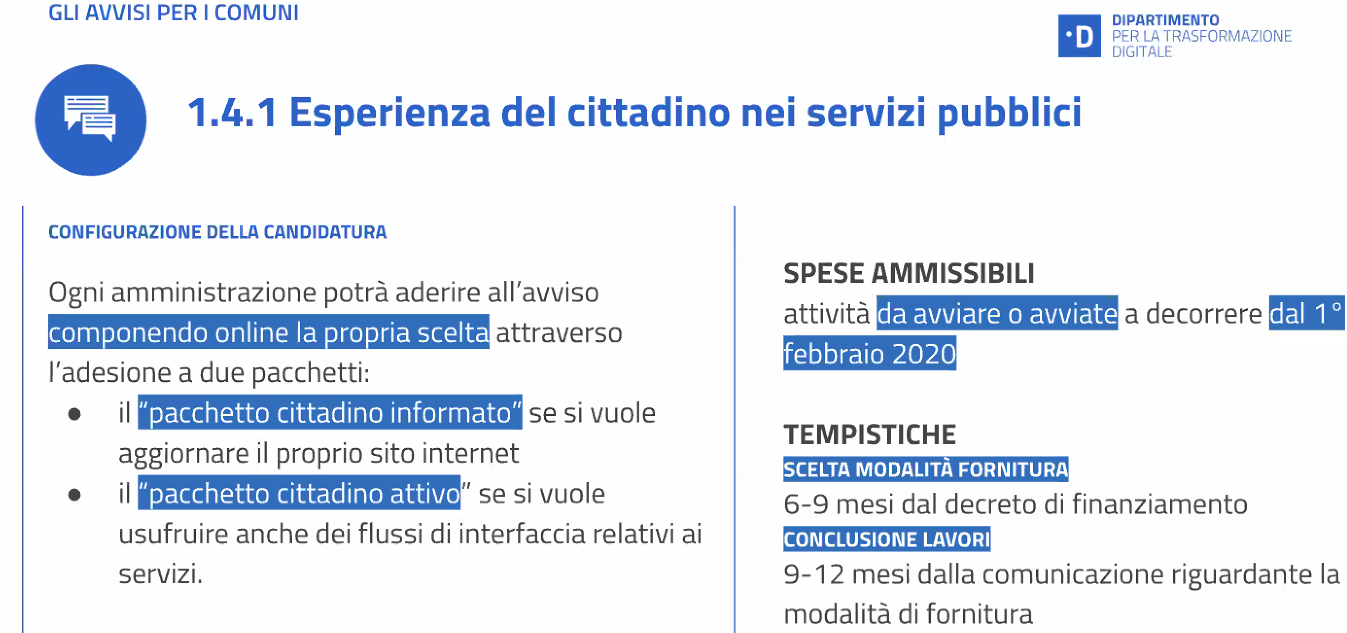 GLI AVVISI PER I COMUNI
·D DIPARTIMENTO
PER LA TRASFORMAZIONE
DIGITALE
1.4.1 Esperienza del cittadino nei servizi pubblici
CONFIGURAZIONE DELLA CANDIDATURA
Ogni amministrazione potrà aderire all’avviso
componendo online la propria scelta attraverso
l’adesione a due pacchetti:
● il “pacchetto cittadino informato” se si vuole
aggiornare il proprio sito internet
● il “pacchetto cittadino attivo” se si vuole
usufruire anche dei flussi di interfaccia relativi ai
servizi.
SPESE AMMISSIBILI
attività da avviare o avviate a decorrere dal 1°
febbraio 2020
TEMPISTICHE
SCELTA MODALITÀ FORNITURA
6-9 mesi dal decreto di finanziamento
CONCLUSIONE LAVORI
9-12 mesi dalla comunicazione riguardante la
modalità di fornitura